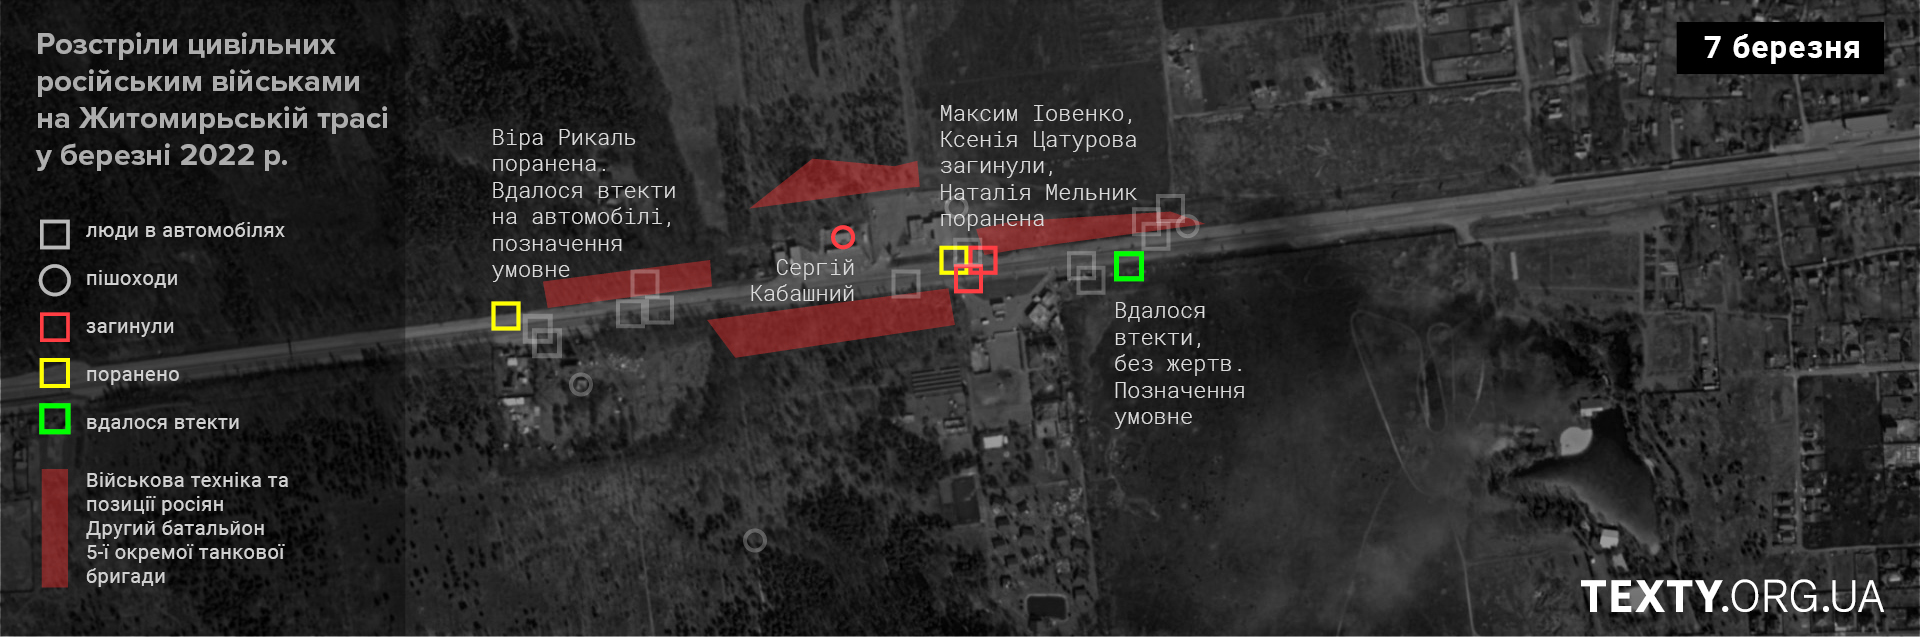 Розстріли цивільних
російським військами
на Житомирьській трасі
у березні 2022 р.
люди в автомобілях
пішоходи
загинули
поранено
вдалося втекти
Військова техніка та
позиції росіян
Другий батальйон
5-ї окремої танкової
бригади
Віра Рикаль
поранена.
Вдалося втекти
на автомобілі,
позначення
умовне
Сергій
Кабашний
Максим Іовенко,
Ксенія Цатурова
загинули,
Наталія Мельник
поранена
Вдалося
втекти,
без жертв.
Позначення
умовне
7 березня
TEXTY.ORG.UA